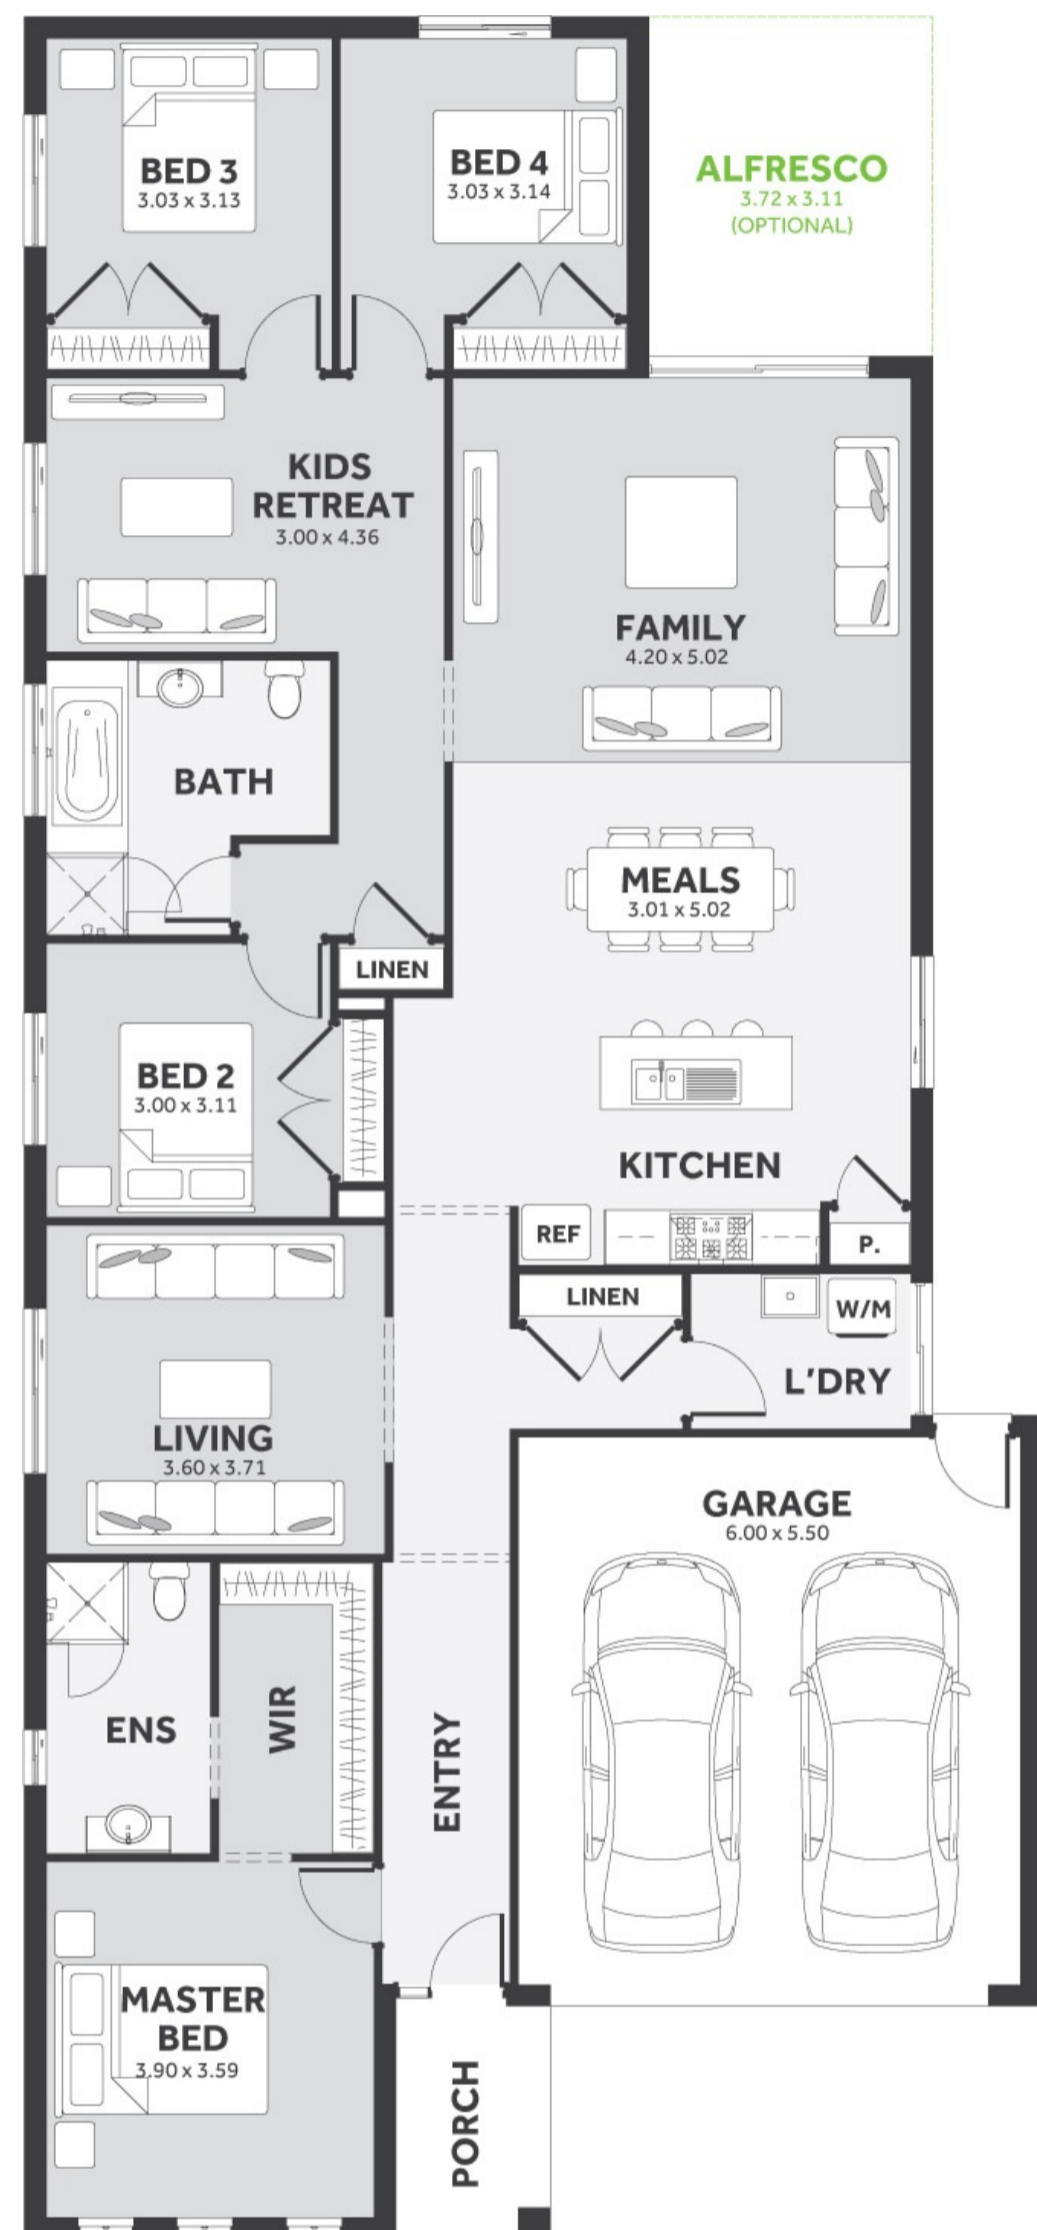 BED 3
3.03 x 3.13
BED 4
3.03 x 3.14
ALFRESCO
3.72 x 3.11
(OPTIONAL)
KIDS
RETREAT
3.00 x 4.36
FAMILY
4.20 x 5.02
BATH
MEALS
3.01 x 5.02
LINEN
BED 2
3.00 x 3.11
KITCHEN
REF
P.
LINEN
W/M
L'DRY
LIVING
3.60 x 3.71
GARAGE
6.00 x 5.50
ENS
WIR
ENTRY
MASTER
BED
3.90 x 3.59
PORCH